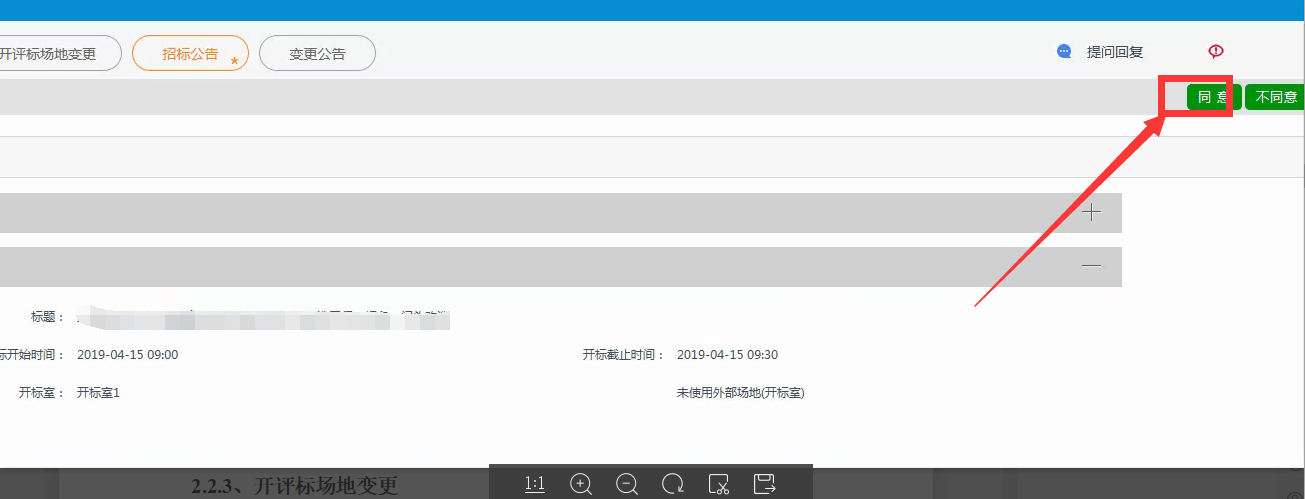 开评标场地变更
招标公告 *
变更公告
提问回复
同 意
不同意
标题：
标开始时间： 2019-04-15 09:00
开标截止时间： 2019-04-15 09:30
开标室： 开标室1
未使用外部场地(开标室)
2.2.3、开评标场地变更
1:1